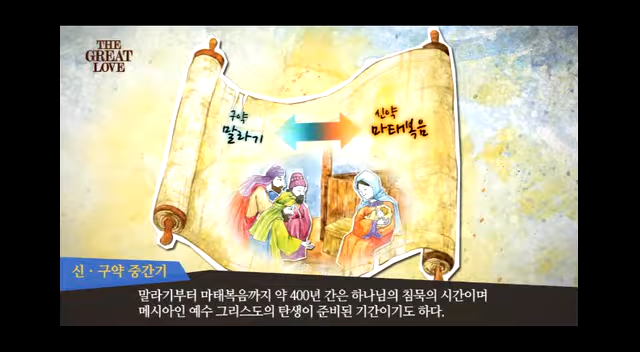 THE
GREAT
LOVE
구약
말라기
신약
마태복음
신·구약 중간기
말라기부터 마태복음까지 약 400년 간은 하나님의 침묵의 시간이며
메시아인 예수 그리스도의 탄생이 준비된 기간이기도 하다.